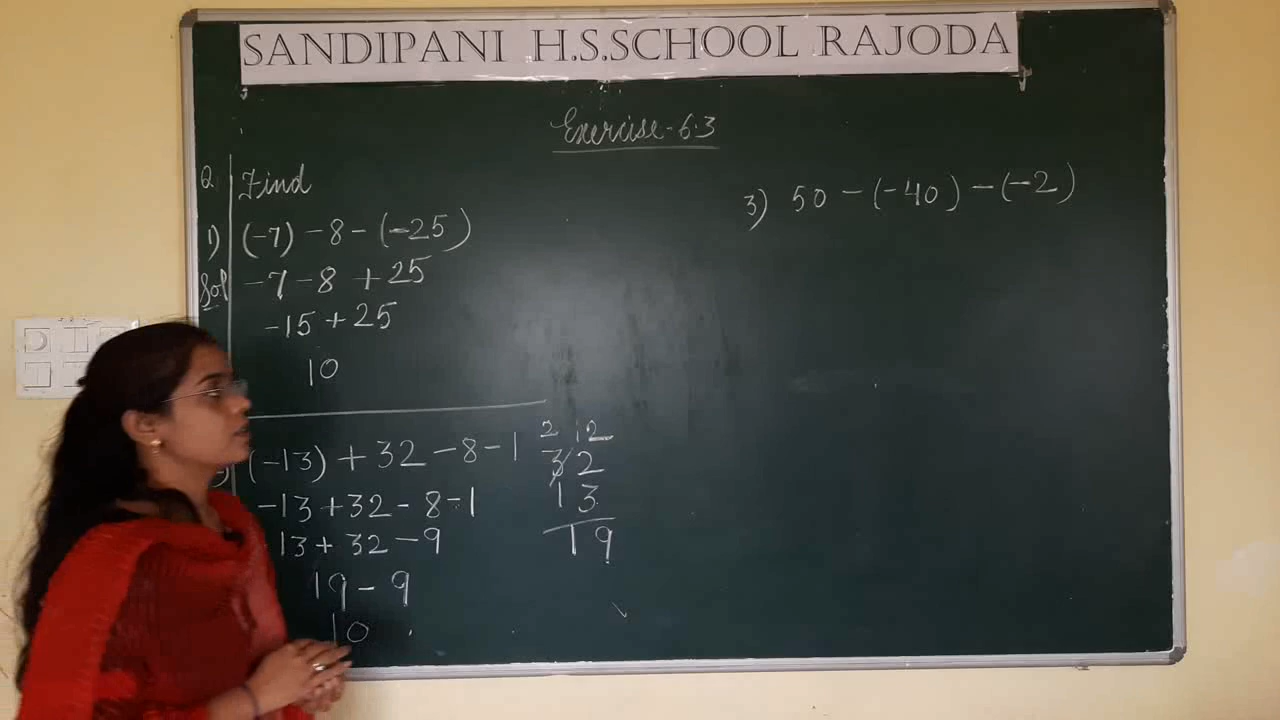 SANDIPANI H.S.SCHOOL RAJODA
Exercise-6.3
Q. Find
1) (-7) -8 - (-25)
Sol -7-8 +25
-15 +25
10
) (-13) + 32 -8-1
-13 +32 - 8 -1
13 + 32 -9
19 - 9
10
2 12
32
13
19
3) 50 - (-40) - (-2)